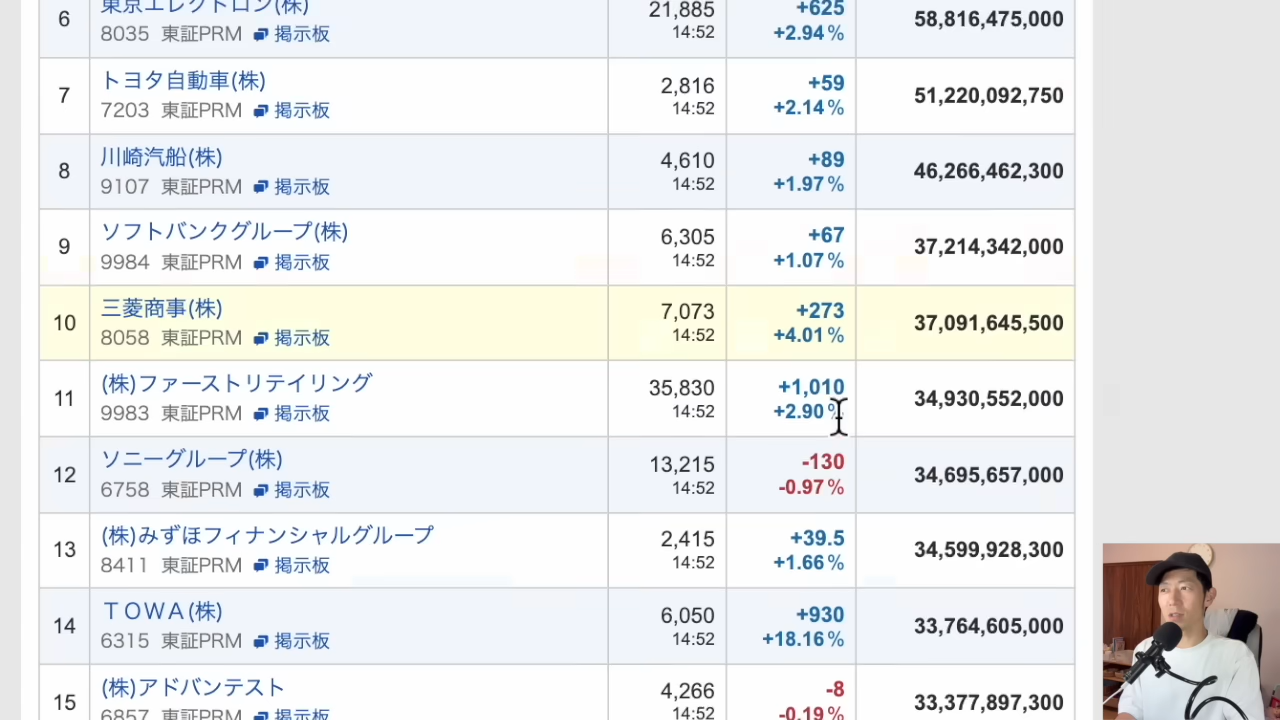 6 東京エレクトロン(株) 21,885 +625 58,816,475,000
8035 東証PRM 掲示板 14:52 +2.94%
7 トヨタ自動車(株) 2,816 +59 51,220,092,750
7203 東証PRM 掲示板 14:52 +2.14%
8 川崎汽船(株) 4,610 +89 46,266,462,300
9107 東証PRM 掲示板 14:52 +1.97%
9 ソフトバンクグループ(株) 6,305 +67 37,214,342,000
9984 東証PRM 掲示板 14:52 +1.07%
10 三菱商事(株) 7,073 +273 37,091,645,500
8058 東証PRM 掲示板 14:52 +4.01%
11 (株)ファーストリテイリング 35,830 +1,010 34,930,552,000
9983 東証PRM 掲示板 14:52 +2.90%
12 ソニーグループ(株) 13,215 -130 34,695,657,000
6758 東証PRM 掲示板 14:52 -0.97%
13 (株)みずほフィナンシャルグループ 2,415 +39.5 34,599,928,300
8411 東証PRM 掲示板 14:52 +1.66%
14 ＴＯＷＡ(株) 6,050 +930 33,764,605,000
6315 東証PRM 掲示板 14:52 +18.16%
15 (株)アドバンテスト 4,266 -8 33,377,897,300
6857 東証PRM 掲示板 14:52 -0.19%